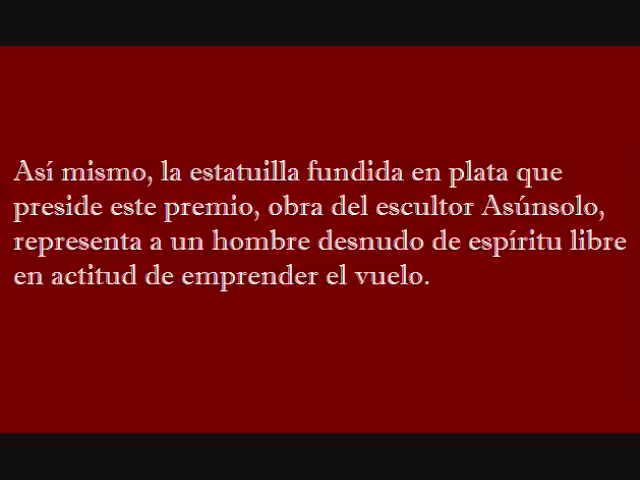 Así mismo, la estatuilla fundida en plata que
preside este premio, obra del escultor Asúnsolo,
representa a un hombre desnudo de espíritu libre
en actitud de emprender el vuelo.